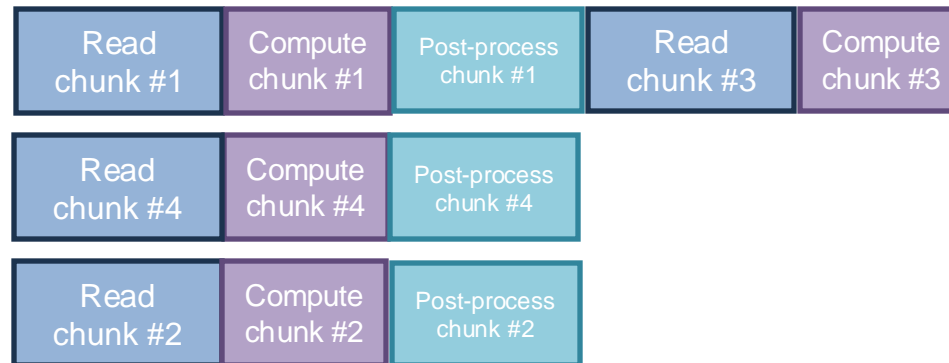 Read
chunk #1
Compute
chunk #1
Post-process
chunk #1
Read
chunk #3
Compute
chunk #3
Read
chunk #4
Compute
chunk #4
Post-process
chunk #4
Read
chunk #2
Compute
chunk #2
Post-process
chunk #2